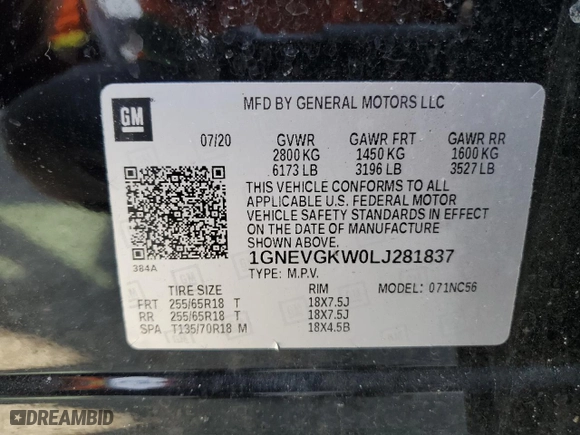 GM
MFD BY GENERAL MOTORS LLC
07/20 GVWR GAWR FRT GAWR RR
2800 KG 1450 KG 1600 KG
6173 LB 3196 LB 3527 LB
THIS VEHICLE CONFORMS TO ALL
APPLICABLE U.S. FEDERAL MOTOR
VEHICLE SAFETY STANDARDS IN EFFECT
ON THE DATE OF MANUFACTURE
SHOWN ABOVE.
384A
1GNEVGKW0LJ281837
TYPE: M.P.V. MODEL: 071NC56
TIRE SIZE RIM
FRT 255/65R18 T 18X7.5J
RR 255/65R18 T 18X7.5J
SPA T135/70R18 M 18X4.5B
DREAMBID